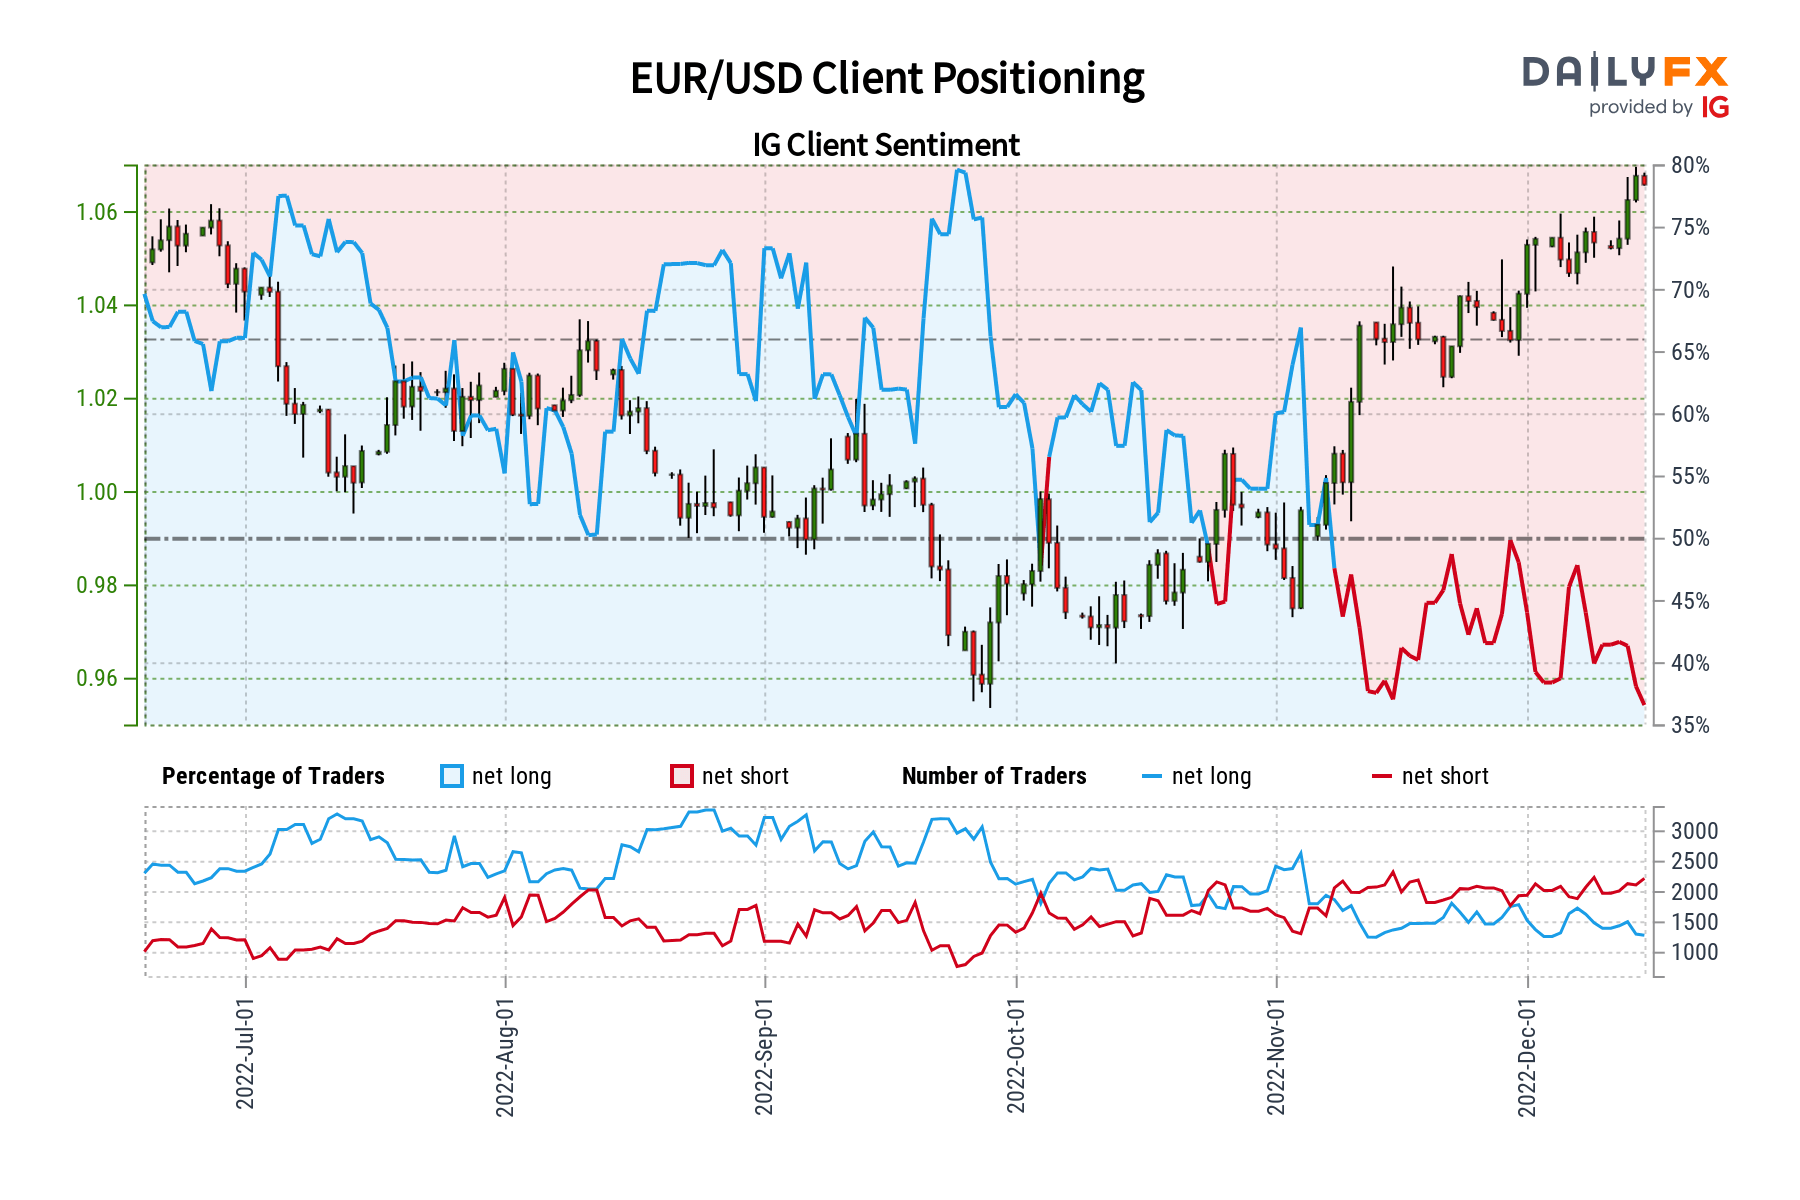 EUR/USD Client Positioning
DAILYFX
provided by IG
IG Client Sentiment
1.06
1.04
1.02
1.00
0.98
0.96
80%
75%
70%
65%
60%
55%
50%
45%
40%
35%
Percentage of Traders net long net short Number of Traders net long net short
3000
2500
2000
1500
1000
2022-Jul-01
2022-Aug-01
2022-Sep-01
2022-Oct-01
2022-Nov-01
2022-Dec-01